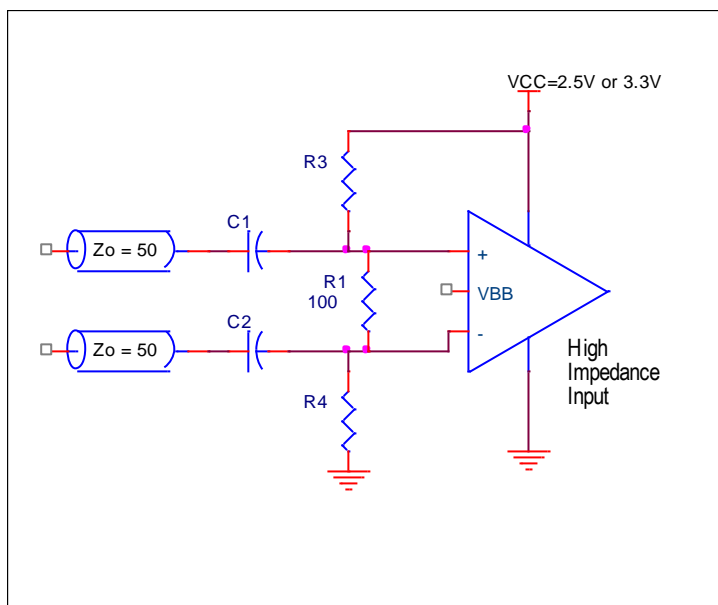 VCC=2.5V or 3.3V
R3
C1
Zo = 50
+
R1
100
VBB
C2
Zo = 50
-
High
Impedance
Input
R4